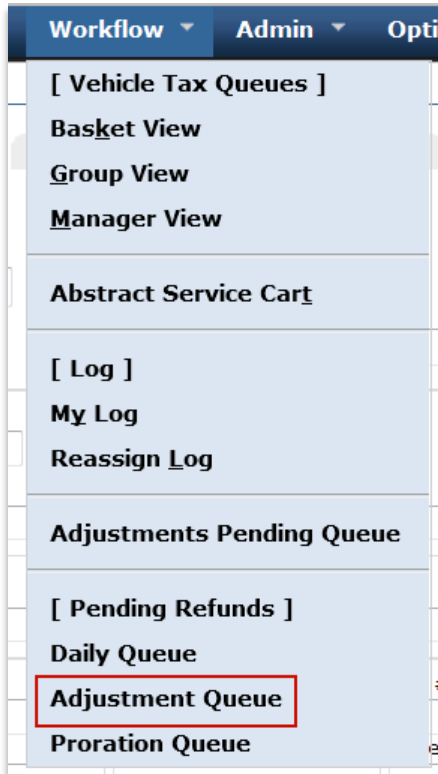 Workflow Admin Opti
[ Vehicle Tax Queues ]
Basket View
Group View
Manager View
Abstract Service Cart
[ Log ]
My Log
Reassign Log
Adjustments Pending Queue
[ Pending Refunds ]
Daily Queue
Adjustment Queue
Proration Queue